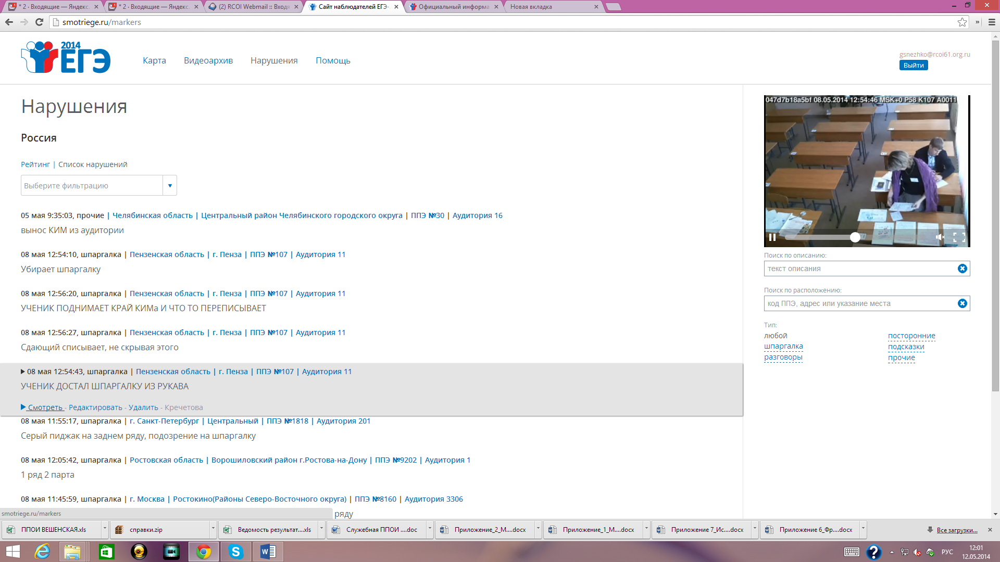 * 2 · Входящие — Яндекс.
* 2 · Входящие — Яндекс.
(2) RCOI Webmail :: Входя
Сайт наблюдателей ЕГЭ-
Официальный информа
Новая вкладка
smotriege.ru/markers
2014
ЕГЭ
Карта
Видеоархив
Нарушения
Помощь
gsnezhko@rcoi61.org.ru
Выйти
Нарушения
Россия
Рейтинг | Список нарушений
Выберите фильтрацию
05 мая 9:35:03, прочие | Челябинская область | Центральный район Челябинского городского округа | ППЭ №30 | Аудитория 16
вынос КИМ из аудитории
08 мая 12:54:10, шпаргалка | Пензенская область | г. Пенза | ППЭ №107 | Аудитория 11
Убирает шпаргалку
08 мая 12:56:20, шпаргалка | Пензенская область | г. Пенза | ППЭ №107 | Аудитория 11
УЧЕНИК ПОДНИМАЕТ КРАЙ КИМа И ЧТО ТО ПЕРЕПИСЫВАЕТ
08 мая 12:56:27, шпаргалка | Пензенская область | г. Пенза | ППЭ №107 | Аудитория 11
Сдающий списывает, не скрывая этого
08 мая 12:54:43, шпаргалка | Пензенская область | г. Пенза | ППЭ №107 | Аудитория 11
УЧЕНИК ДОСТАЛ ШПАРГАЛКУ ИЗ РУКАВА
Смотреть - Редактировать - Удалить - Кречетова
08 мая 11:55:17, шпаргалка | г. Санкт-Петербург | Центральный | ППЭ №1818 | Аудитория 201
Серый пиджак на заднем ряду, подозрение на шпаргалку
08 мая 12:05:42, шпаргалка | Ростовская область | Ворошиловский район г.Ростова-на-Дону | ППЭ №9202 | Аудитория 1
1 ряд 2 парта
08 мая 11:45:59, шпаргалка | г. Москва | Ростокино(Районы Северо-Восточного округа) | ППЭ №8160 | Аудитория 3306
ряду
047d7b18a5bf 08.05.2014 12:54:46 MSK+0 P58 K107 A0011
Поиск по описанию:
текст описания
Поиск по расположению:
код ППЭ, адрес или указание места
Тип:
любой
шпаргалка
разговоры
посторонние
подсказки
прочие
smotriege.ru/markers
ППОИ ВЕШЕНСКАЯ.xls
справки.zip
Ведомость результат....xls
Служебная ППОИ ....doc
Приложение_2_М....docx
Приложение_1_М....docx
Приложение 7_Ис....docx
Приложение 6_Фр....docx
Все загрузки...
РУС
12:01
12.05.2014